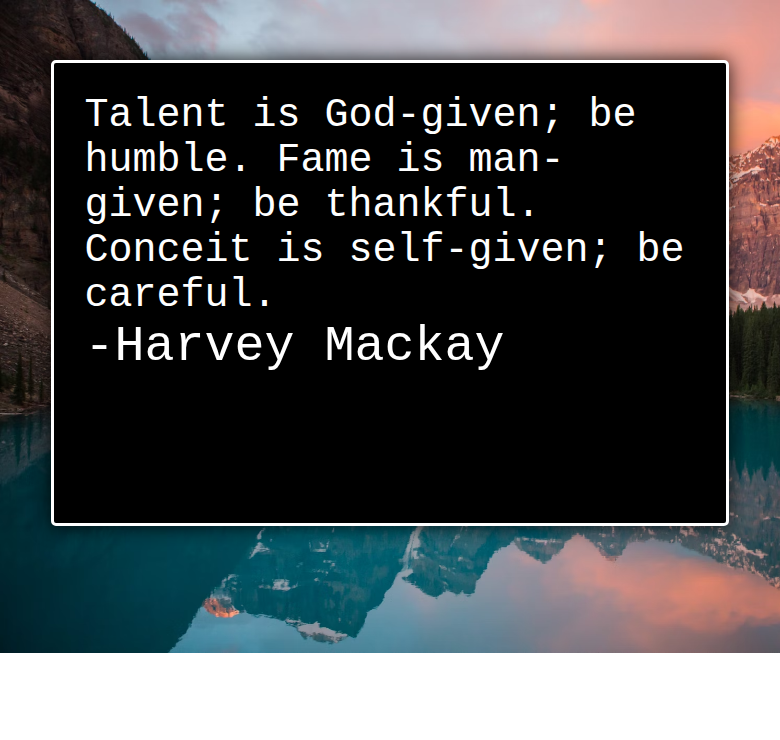 Talent is God-given; be
humble. Fame is man-
given; be thankful.
Conceit is self-given; be
careful.
-Harvey Mackay